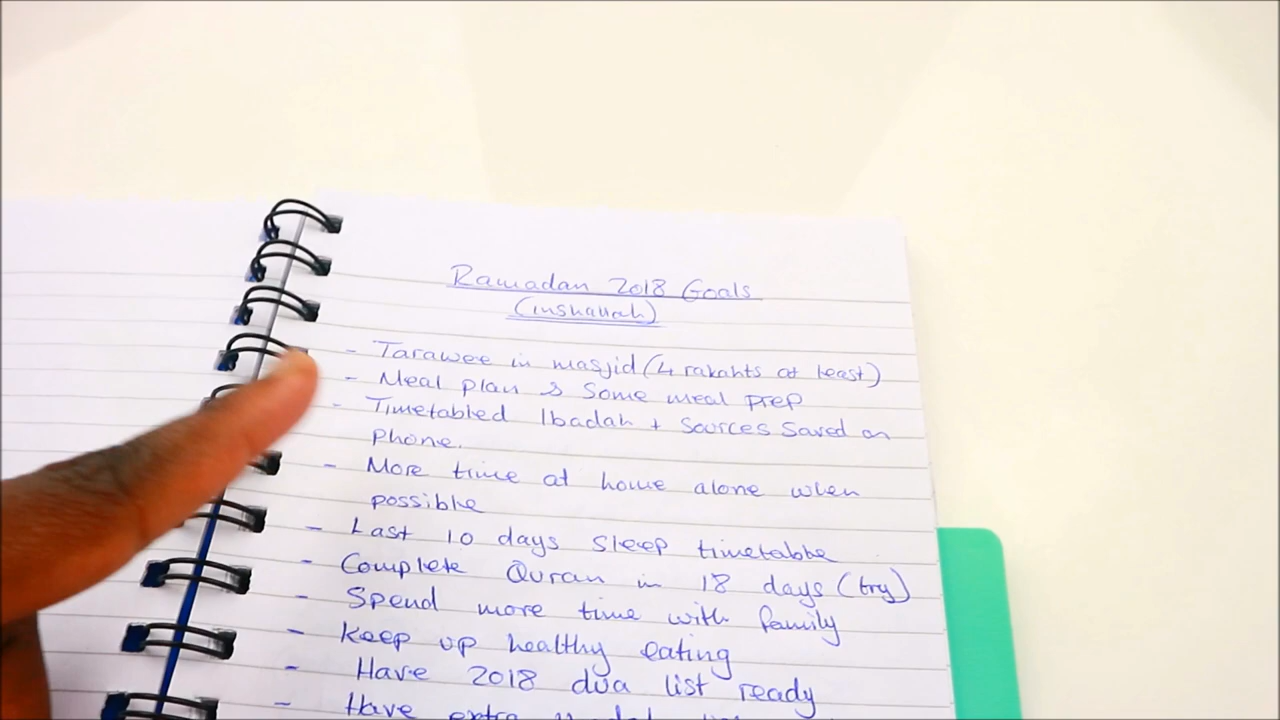 Ramadan 2018 Goals
(inshallah)
- Tarawee in masjid (4 rakahts at least)
- Meal plan & Some meal prep
- Timetabled Ibadah + Sources Saved on
Phone.
- More time at home alone when
possible
- Last 10 days sleep timetable
- Complete Quran in 18 days (try)
- Spend more time with family
- Keep up healthy eating
- Have 2018 dua list ready
- Have extra